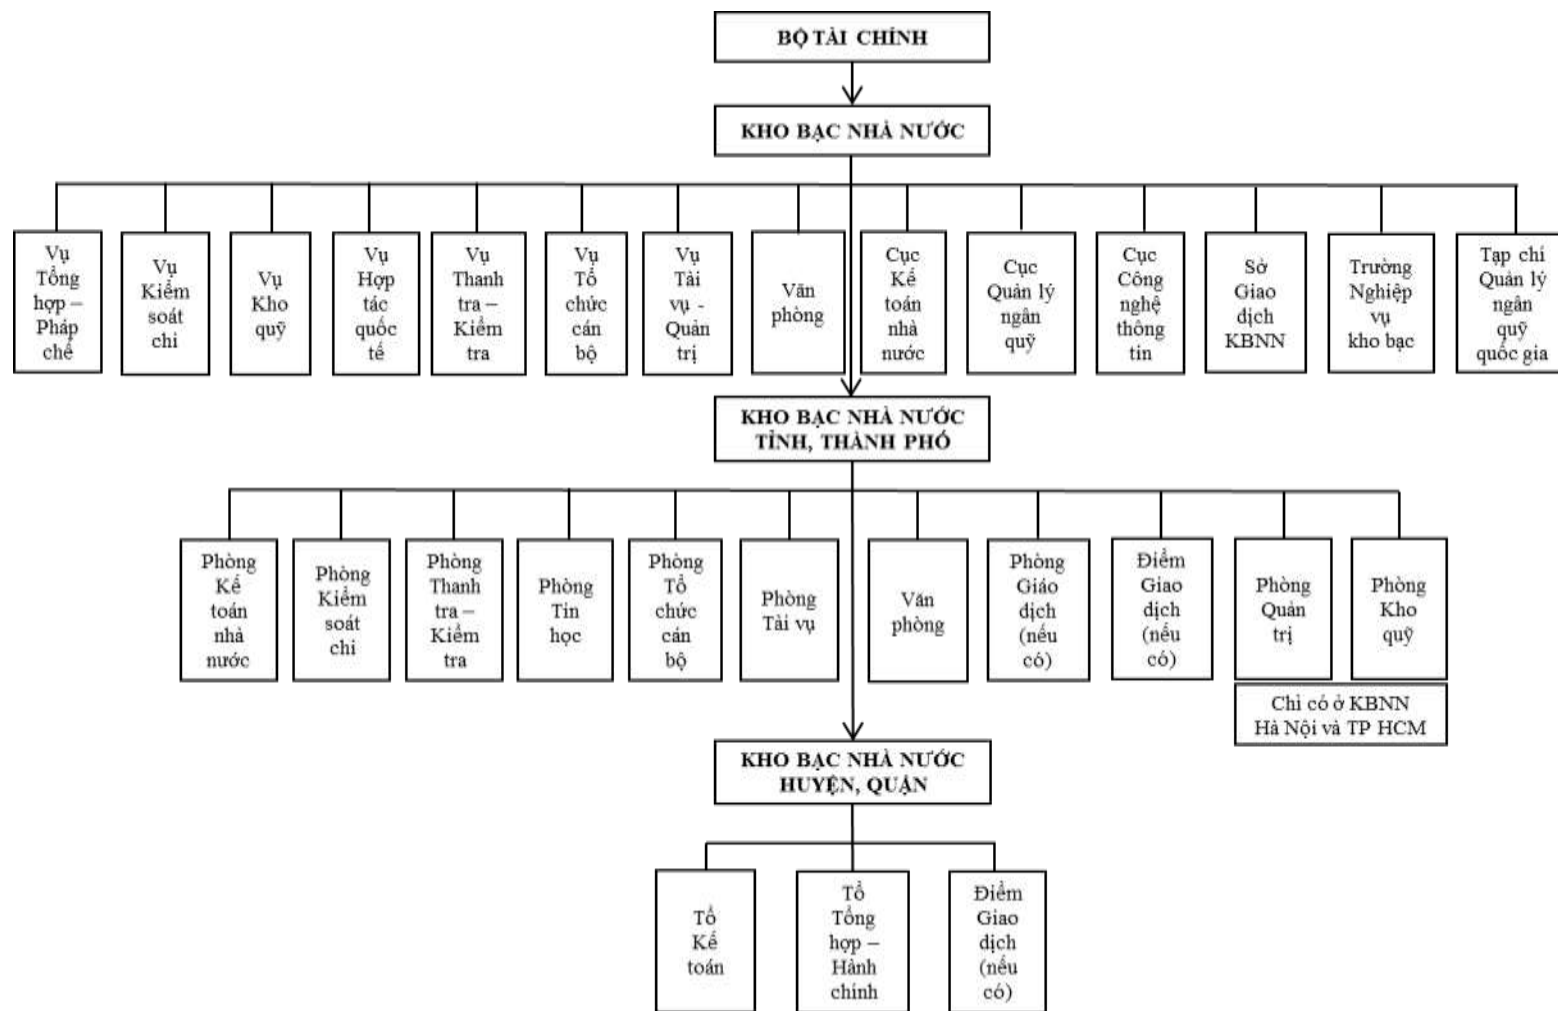 BỘ TÀI CHÍNH
KHO BẠC NHÀ NƯỚC
Vụ
Tổng
hợp –
Pháp
chế
Vụ
Kiểm
soát
chi
Vụ
Kho
quỹ
Vụ
Hợp
tác
quốc
tế
Vụ
Thanh
tra –
Kiểm
tra
Vụ
Tổ
chức
cán
bộ
Vụ
Tài
vụ -
Quản
trị
Văn
phòng
Cục
Kế
toán
nhà
nước
Cục
Quản lý
ngân
quỹ
Cục
Công
nghệ
thông
tin
Sở
Giao
dịch
KBNN
Trường
Nghiệp
vụ
kho bạc
Tạp chí
Quản lý
ngân
quỹ
quốc gia
KHO BẠC NHÀ NƯỚC
TỈNH, THÀNH PHỐ
Phòng
Kế
toán
nhà
nước
Phòng
Kiểm
soát
chi
Phòng
Thanh
tra –
Kiểm
tra
Phòng
Tin
học
Phòng
Tổ
chức
cán
bộ
Phòng
Tài vụ
Văn
phòng
Phòng
Giáo
dịch
(nếu
có)
Điểm
Giao
dịch
(nếu
có)
Phòng
Quản
trị
Phòng
Kho
quỹ
Chỉ có ở KBNN
Hà Nội và TP HCM
KHO BẠC NHÀ NƯỚC
HUYỆN, QUẬN
Tổ
Kế
toán
Tổ
Tổng
hợp –
Hành
chính
Điểm
Giao
dịch
(nếu
có)